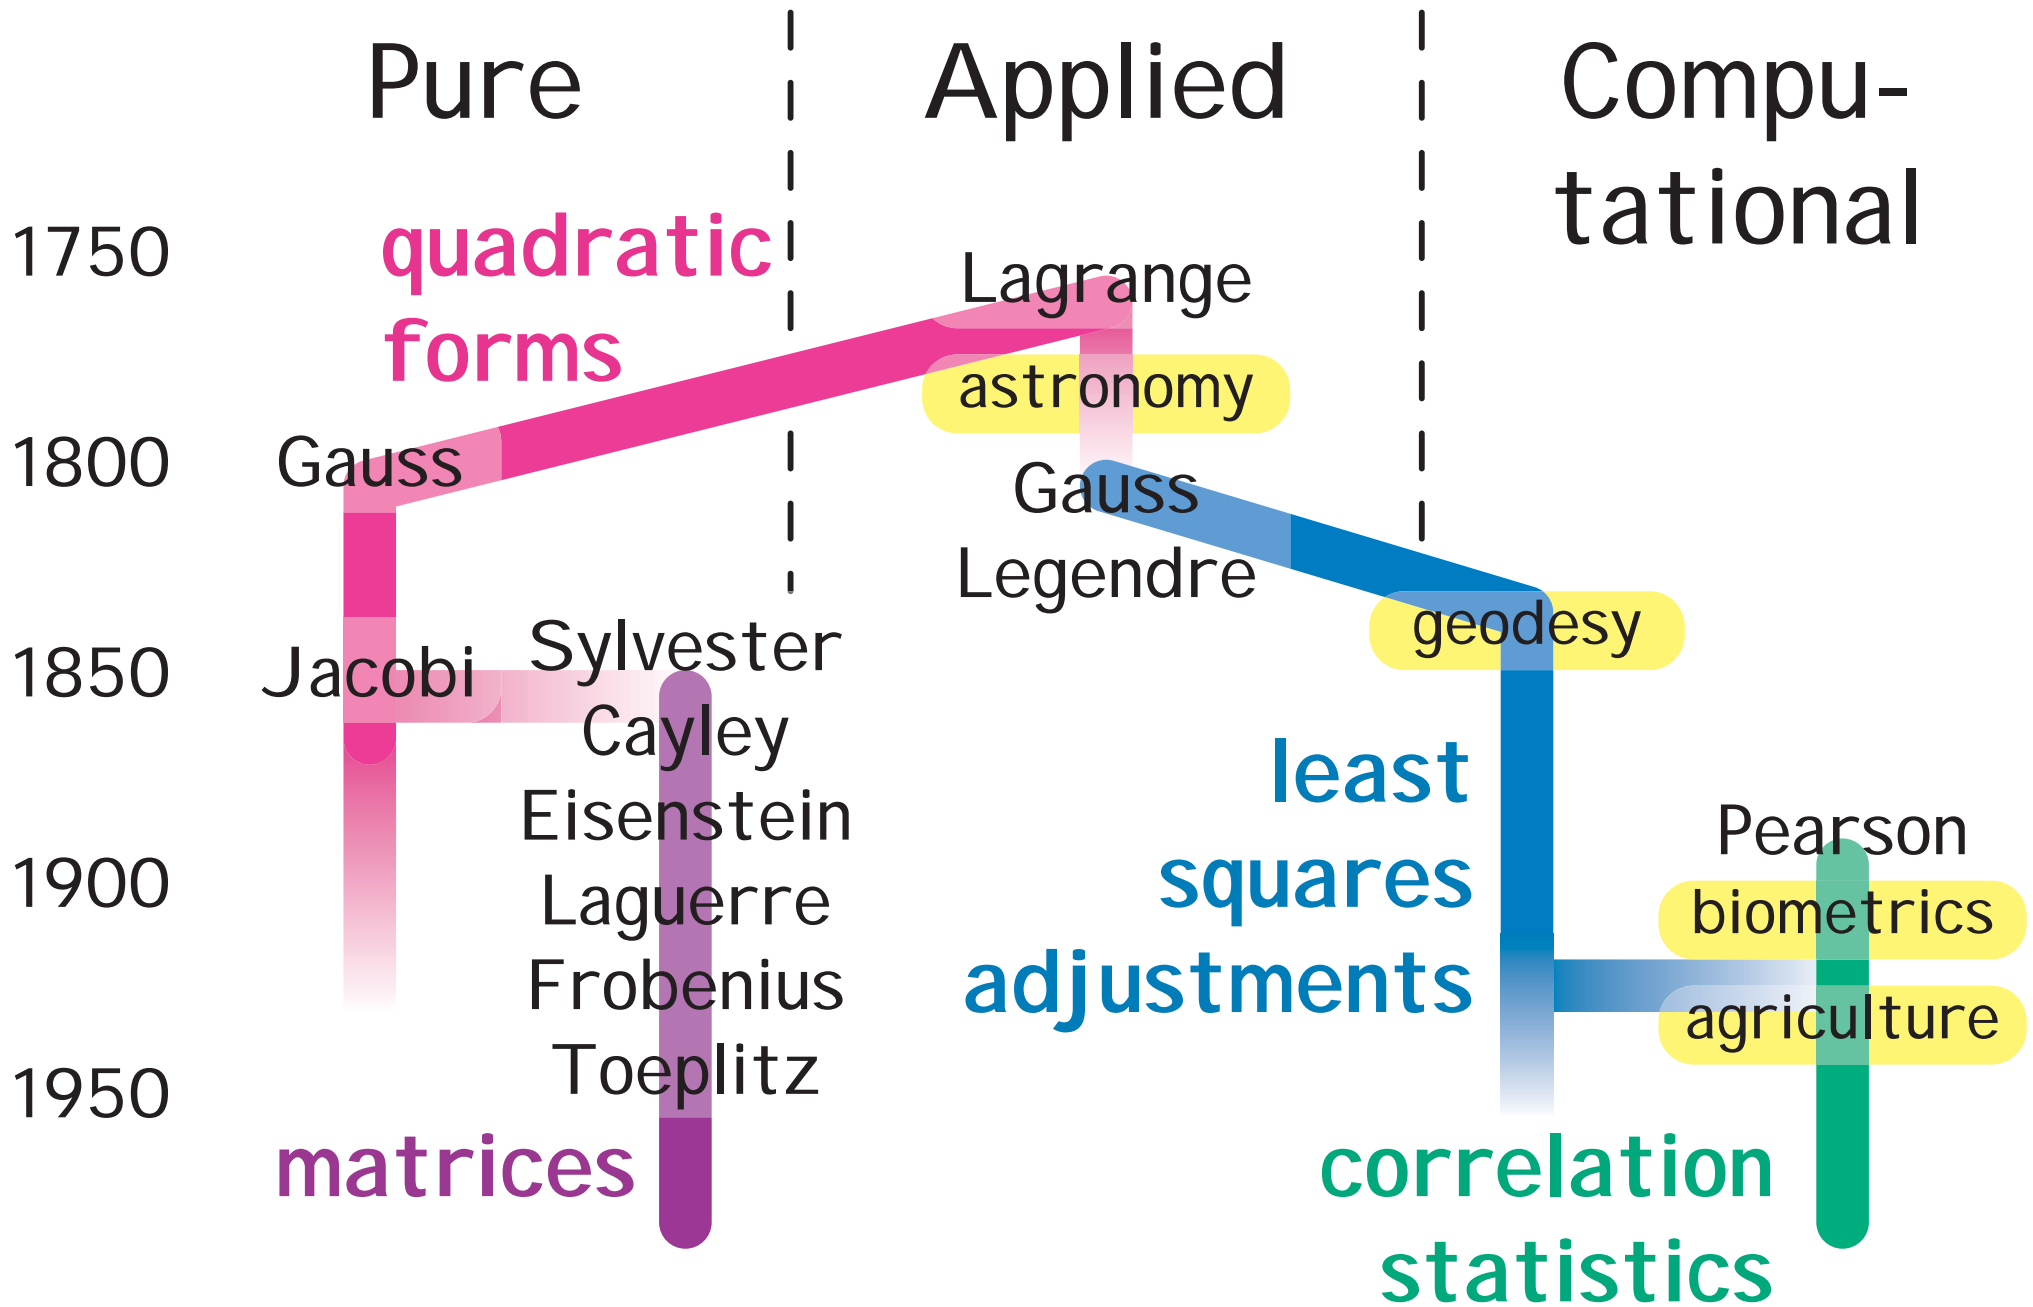 Pure
Applied
Compu-
tational
1750
quadratic
forms
Lagrange
astronomy
1800
Gauss
Gauss
Legendre
geodesy
1850
Jacobi
Sylvester
Cayley
Eisenstein
Laguerre
Frobenius
Toeplitz
least
squares
adjustments
1900
Pearson
biometrics
agriculture
1950
matrices
correlation
statistics